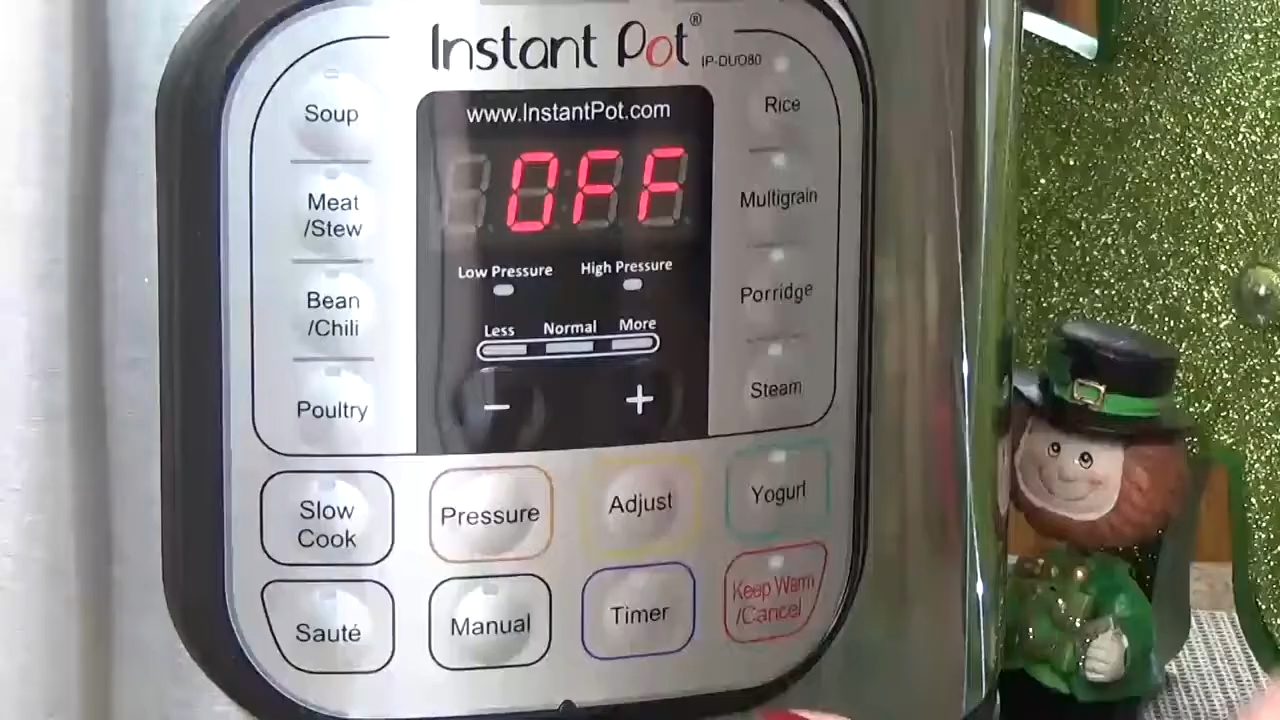 Instant Pot®
IP-DUO80
www.InstantPot.com
OFF
Low Pressure
High Pressure
Less
Normal
More
−
+
Soup
Meat
/Stew
Bean
/Chili
Poultry
Rice
Multigrain
Porridge
Steam
Slow
Cook
Pressure
Adjust
Yogurt
Sauté
Manual
Timer
Keep Warm
/Cancel